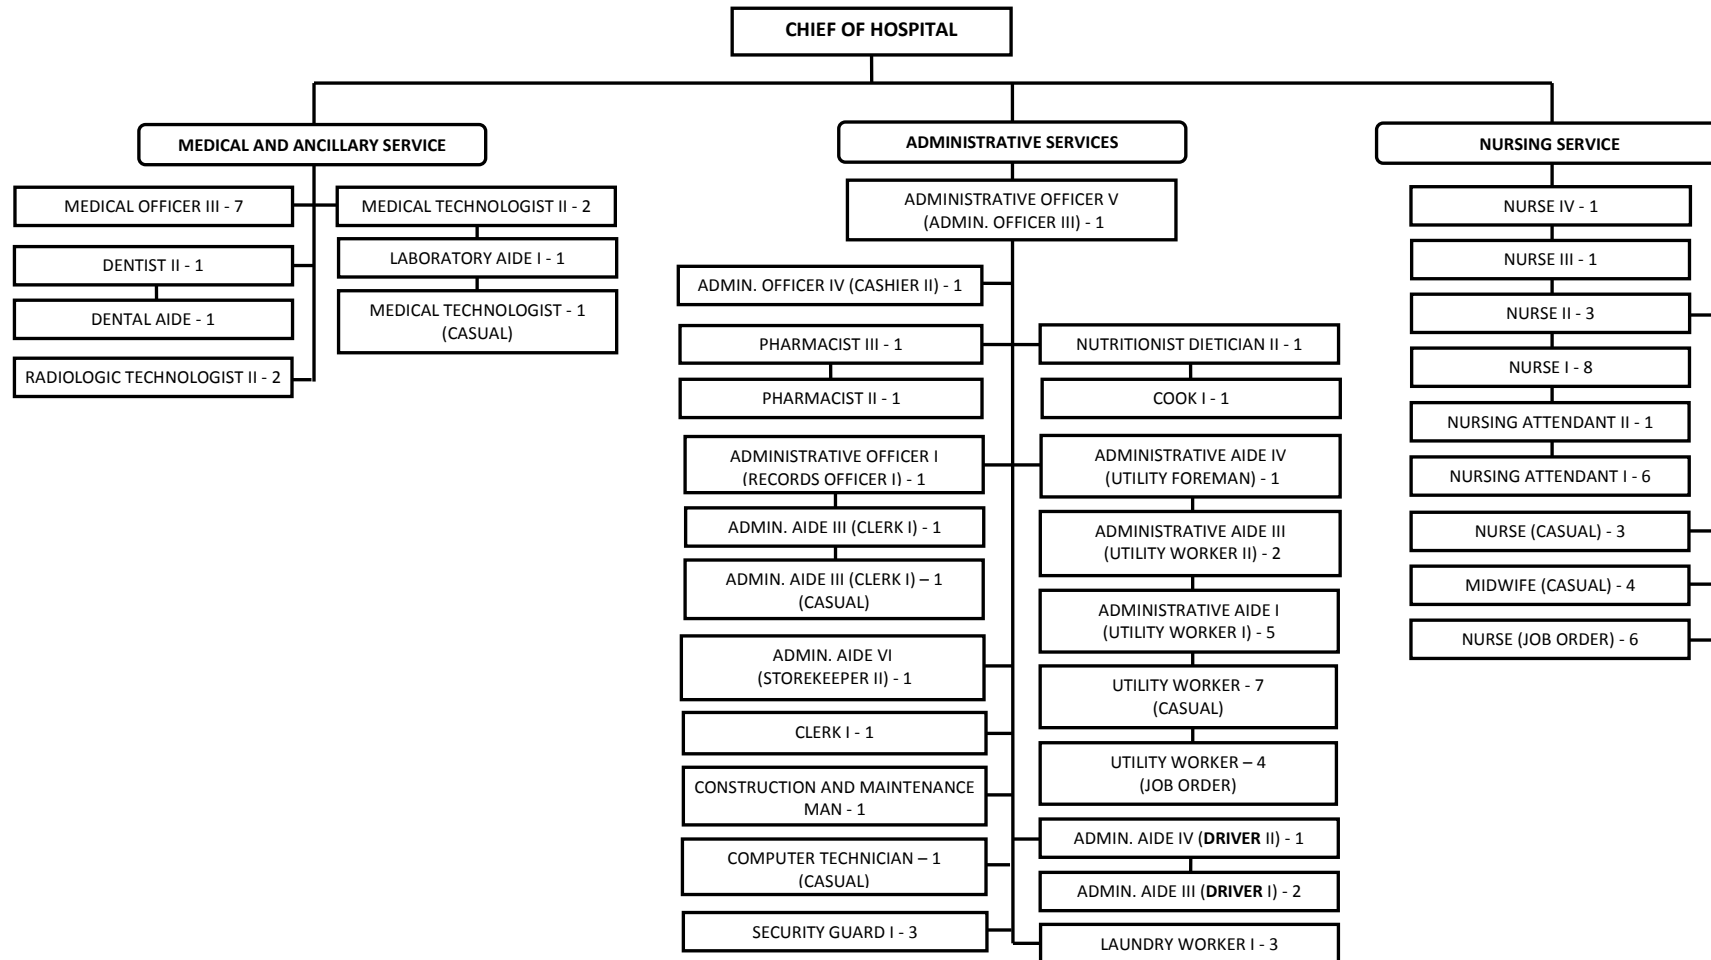 CHIEF OF HOSPITAL
MEDICAL AND ANCILLARY SERVICE
MEDICAL OFFICER III - 7
DENTIST II - 1
DENTAL AIDE - 1
RADIOLOGIC TECHNOLOGIST II - 2
MEDICAL TECHNOLOGIST II - 2
LABORATORY AIDE I - 1
MEDICAL TECHNOLOGIST - 1
(CASUAL)
ADMINISTRATIVE SERVICES
ADMINISTRATIVE OFFICER V
(ADMIN. OFFICER III) - 1
ADMIN. OFFICER IV (CASHIER II) - 1
PHARMACIST III - 1
PHARMACIST II - 1
ADMINISTRATIVE OFFICER I
(RECORDS OFFICER I) - 1
ADMIN. AIDE III (CLERK I) - 1
ADMIN. AIDE III (CLERK I) – 1
(CASUAL)
ADMIN. AIDE VI
(STOREKEEPER II) - 1
CLERK I - 1
CONSTRUCTION AND MAINTENANCE
MAN - 1
COMPUTER TECHNICIAN – 1
(CASUAL)
SECURITY GUARD I - 3
NUTRITIONIST DIETICIAN II - 1
COOK I - 1
ADMINISTRATIVE AIDE IV
(UTILITY FOREMAN) - 1
ADMINISTRATIVE AIDE III
(UTILITY WORKER II) - 2
ADMINISTRATIVE AIDE I
(UTILITY WORKER I) - 5
UTILITY WORKER - 7
(CASUAL)
UTILITY WORKER – 4
(JOB ORDER)
ADMIN. AIDE IV (DRIVER II) - 1
ADMIN. AIDE III (DRIVER I) - 2
LAUNDRY WORKER I - 3
NURSING SERVICE
NURSE IV - 1
NURSE III - 1
NURSE II - 3
NURSE I - 8
NURSING ATTENDANT II - 1
NURSING ATTENDANT I - 6
NURSE (CASUAL) - 3
MIDWIFE (CASUAL) - 4
NURSE (JOB ORDER) - 6